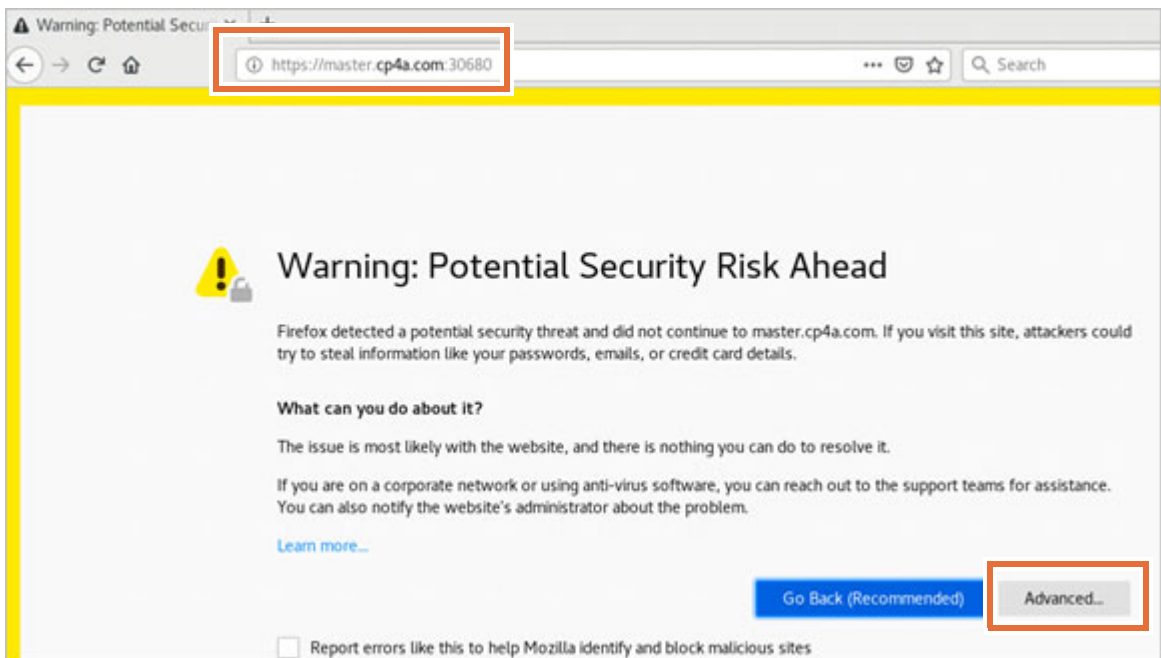 Warning: Potential Secur
https://master.cp4a.com:30680
Search
Warning: Potential Security Risk Ahead
Firefox detected a potential security threat and did not continue to master.cp4a.com. If you visit this site, attackers could
try to steal information like your passwords, emails, or credit card details.
What can you do about it?
The issue is most likely with the website, and there is nothing you can do to resolve it.
If you are on a corporate network or using anti-virus software, you can reach out to the support teams for assistance.
You can also notify the website's administrator about the problem.
Learn more...
Go Back (Recommended)
Advanced...
Report errors like this to help Mozilla identify and block malicious sites